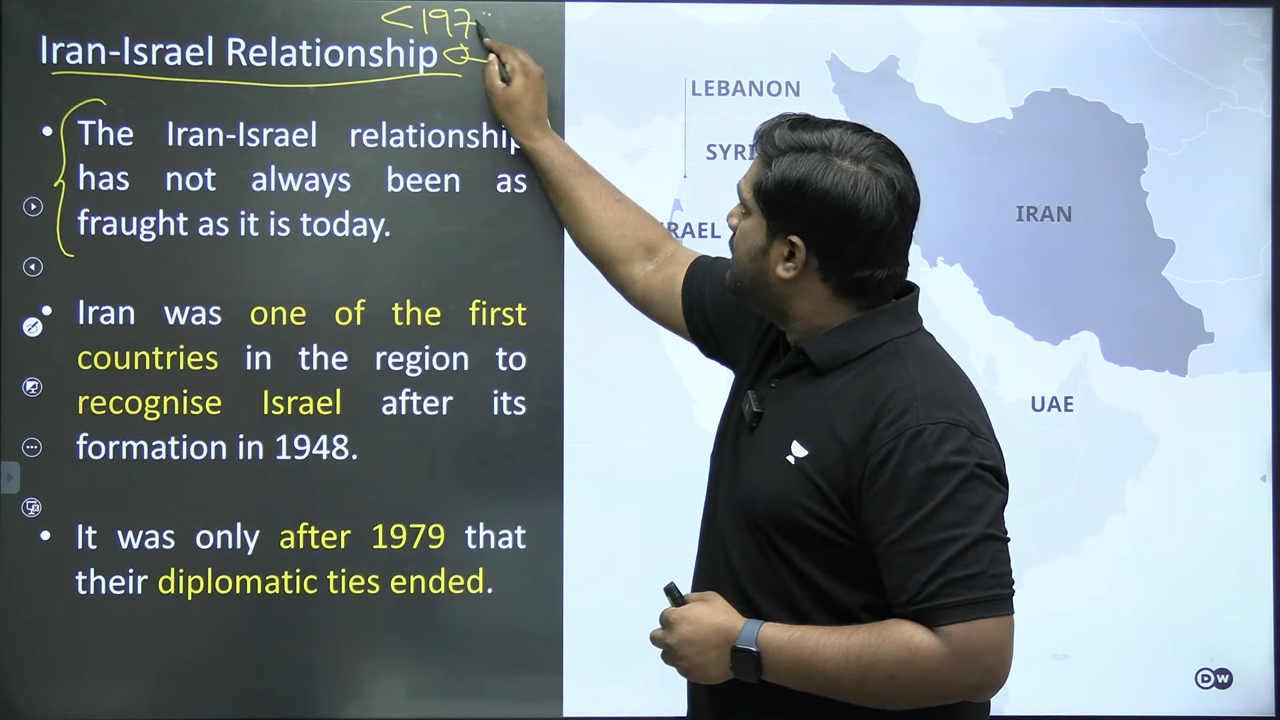 <197
Iran-Israel Relationship
• The Iran-Israel relationship
has not always been as
fraught as it is today.
• Iran was one of the first
countries in the region to
recognise Israel after its
formation in 1948.
• It was only after 1979 that
their diplomatic ties ended.
LEBANON
SYRI
RAEL
IRAN
UAE
DW